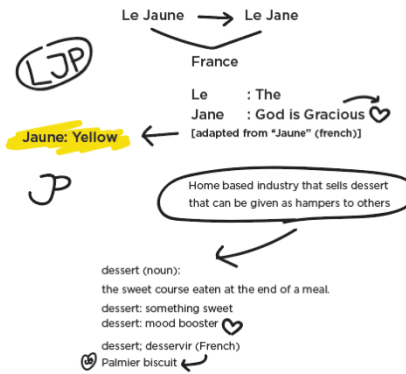 Le Jaune Le Jane
France
LJP
Le : The
Jane : God is Gracious
[adapted from “Jaune” (french)]
Jaune: Yellow
JP
Home based industry that sells dessert
that can be given as hampers to others
dessert (noun):
the sweet course eaten at the end of a meal.
dessert: something sweet
dessert: mood booster
dessert; desservir (French)
Palmier biscuit